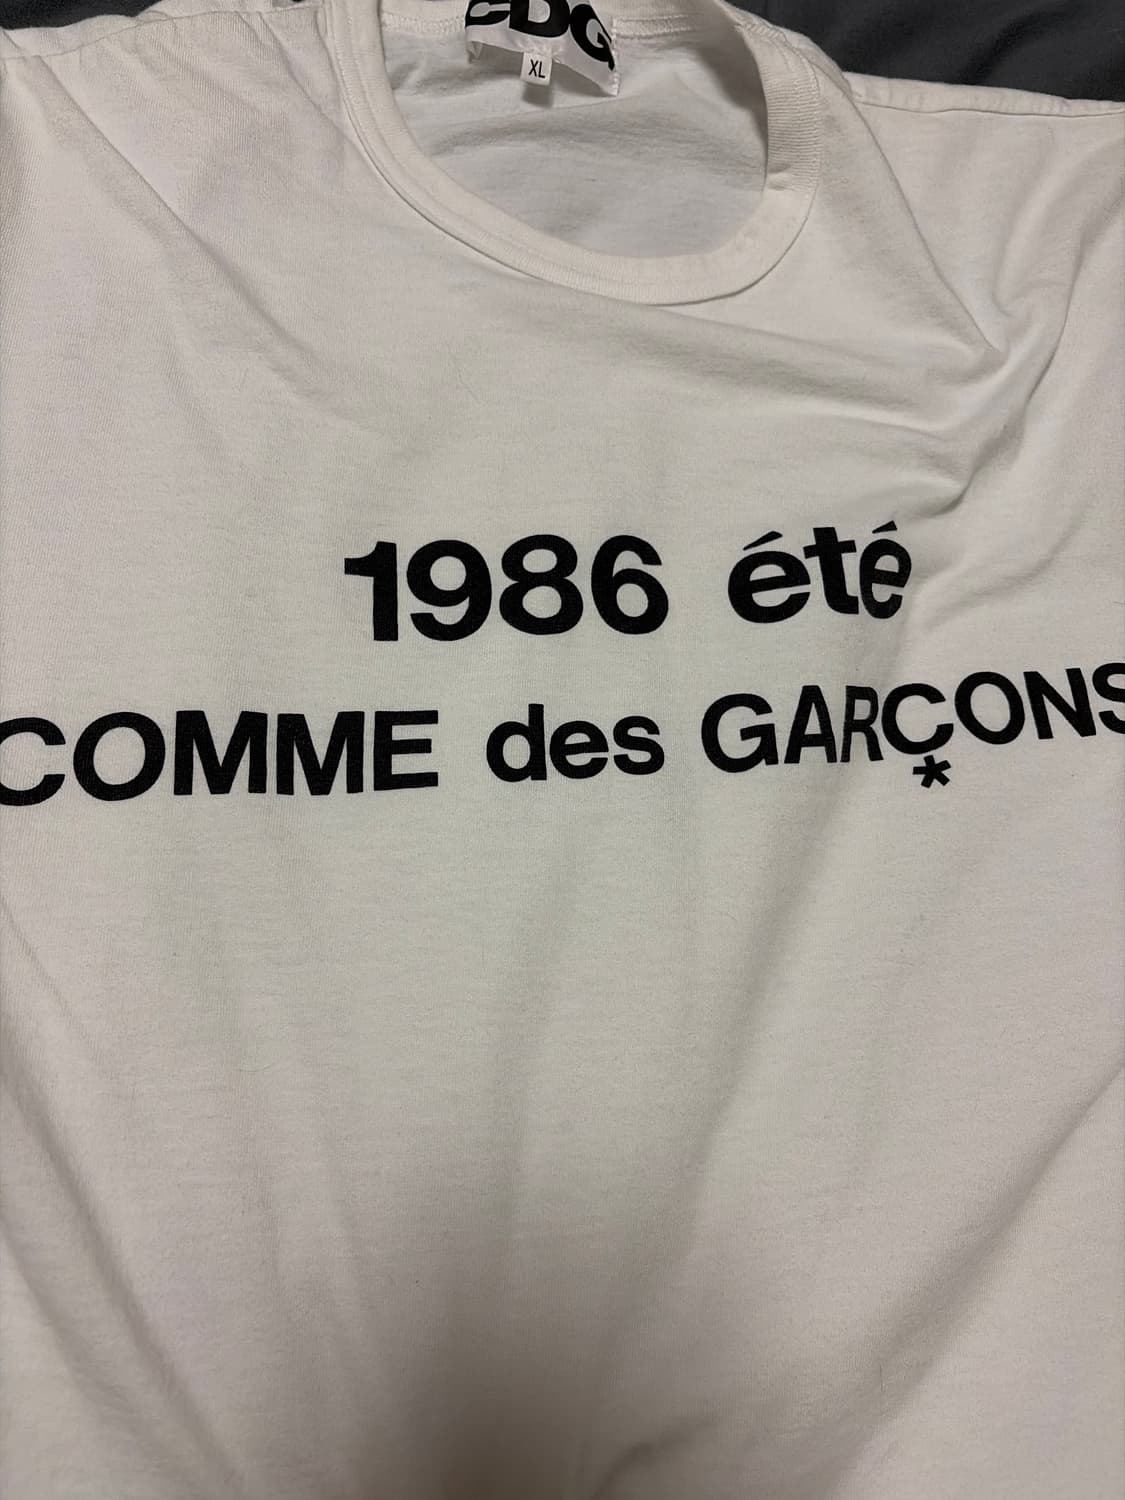 CDG
XL
1986 été
COMME des GARÇONS
*